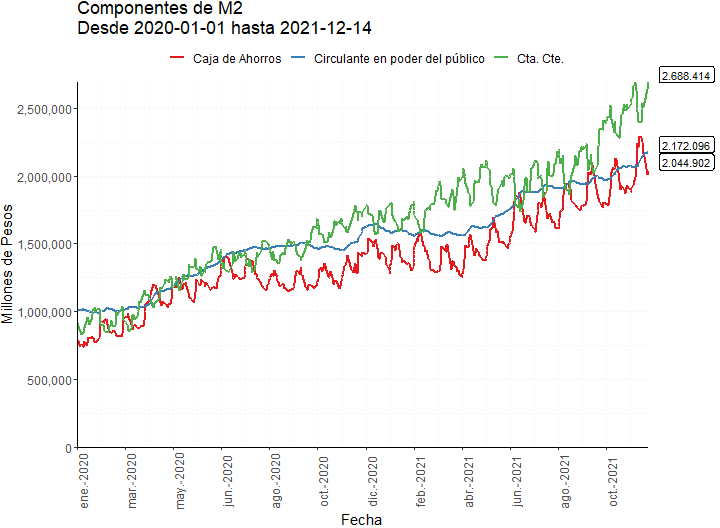 Componentes de M2
Desde 2020-01-01 hasta 2021-12-14
Caja de Ahorros Circulante en poder del público Cta. Cte.
2.688.414
2.172.096
2.044.902
2,500,000
2,000,000
1,500,000
1,000,000
500,000
0
Millones de Pesos
ene.-2020
mar.-2020
may.-2020
jun.-2020
ago.-2020
oct.-2020
dic.-2020
feb.-2021
abr.-2021
jun.-2021
ago.-2021
oct.-2021
Fecha